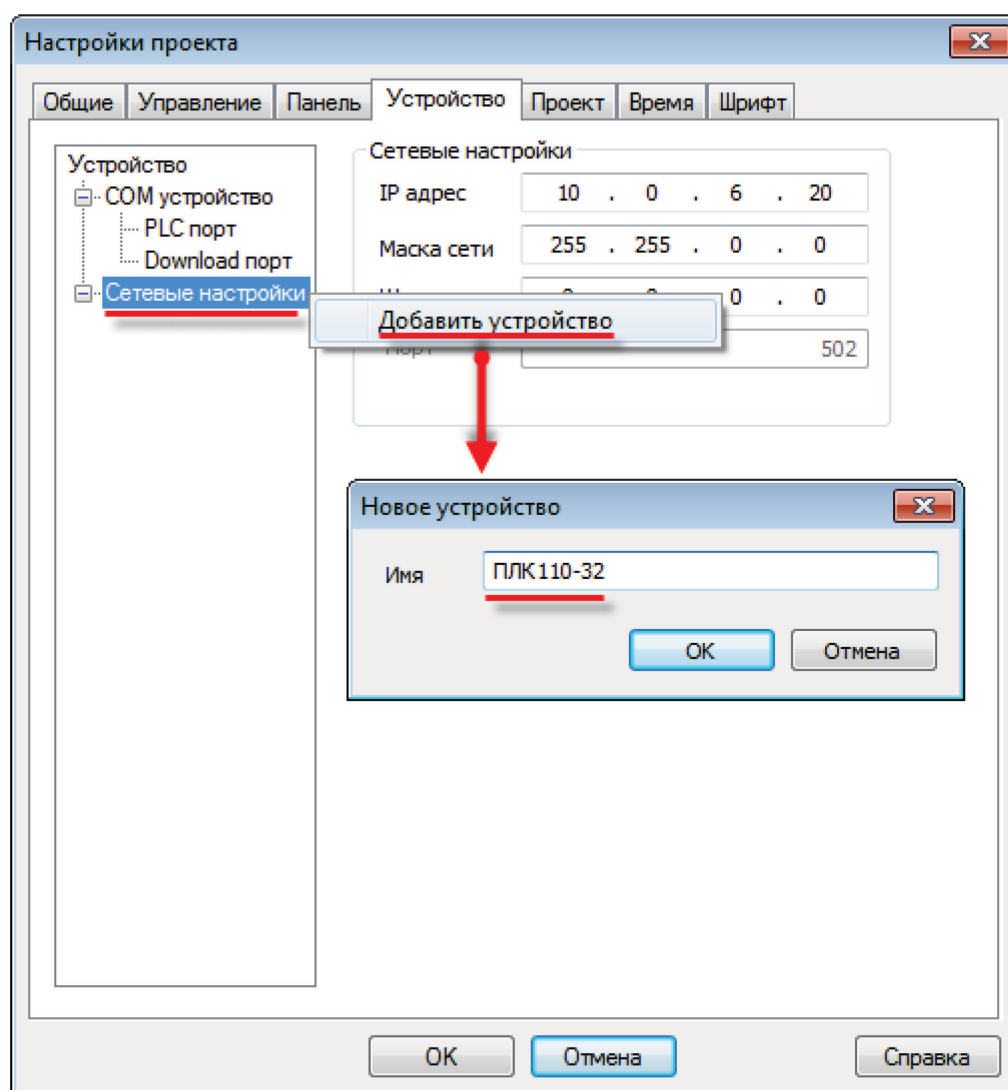 Настройки проекта
Общие Управление Панель Устройство Проект Время Шрифт
Устройство
COM устройство
PLC порт
Download порт
Сетевые настройки
Сетевые настройки
IP адрес 10 . 0 . 6 . 20
Маска сети 255 . 255 . 0 . 0
0 . 0
Добавить устройство
502
Новое устройство
Имя ПЛК110-32
OK Отмена
OK Отмена Справка